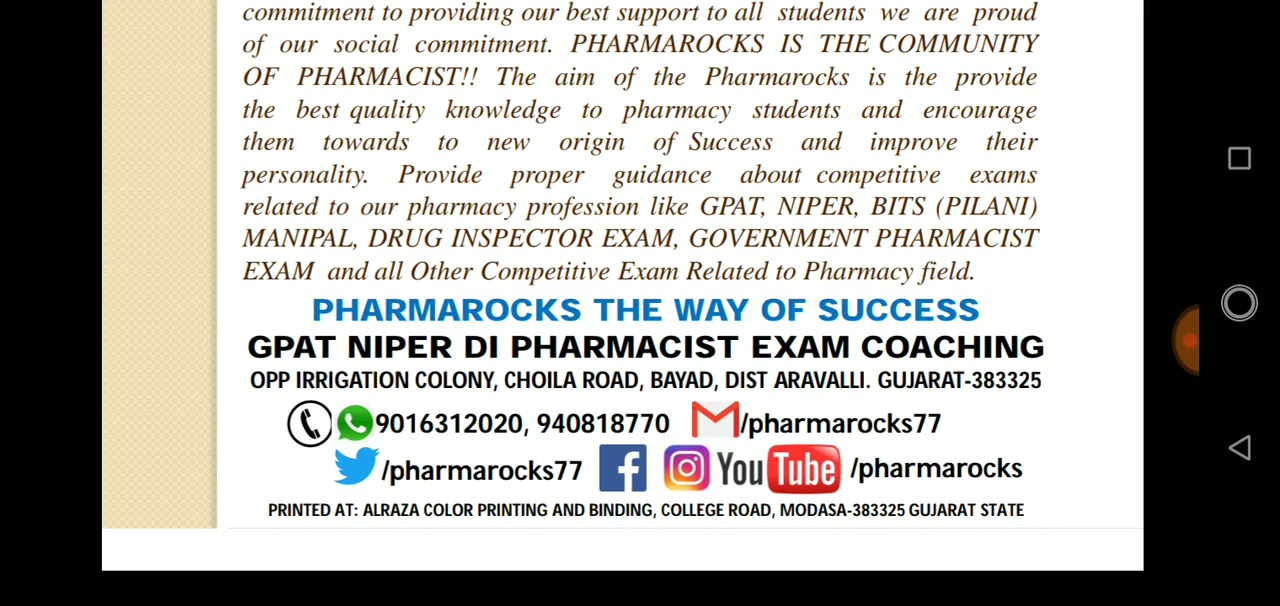 commitment to providing our best support to all students we are proud
of our social commitment. PHARMAROCKS IS THE COMMUNITY
OF PHARMACIST!! The aim of the Pharmarocks is the provide
the best quality knowledge to pharmacy students and encourage
them towards to new origin of Success and improve their
personality. Provide proper guidance about competitive exams
related to our pharmacy profession like GPAT, NIPER, BITS (PILANI)
MANIPAL, DRUG INSPECTOR EXAM, GOVERNMENT PHARMACIST
EXAM and all Other Competitive Exam Related to Pharmacy field.
PHARMAROCKS THE WAY OF SUCCESS
GPAT NIPER DI PHARMACIST EXAM COACHING
OPP IRRIGATION COLONY, CHOILA ROAD, BAYAD, DIST ARAVALLI. GUJARAT-383325
9016312020, 940818770 /pharmarocks77
/pharmarocks77 You Tube /pharmarocks
PRINTED AT: ALRAZA COLOR PRINTING AND BINDING, COLLEGE ROAD, MODASA-383325 GUJARAT STATE